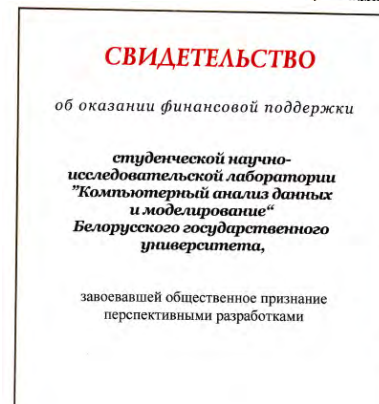 СВИДЕТЕЛЬСТВО
об оказании финансовой поддержки
студенческой научно-
исследовательской лаборатории
"Компьютерный анализ данных
и моделирование“
Белорусского государственного
университета,
завоевавшей общественное признание
перспективными разработками